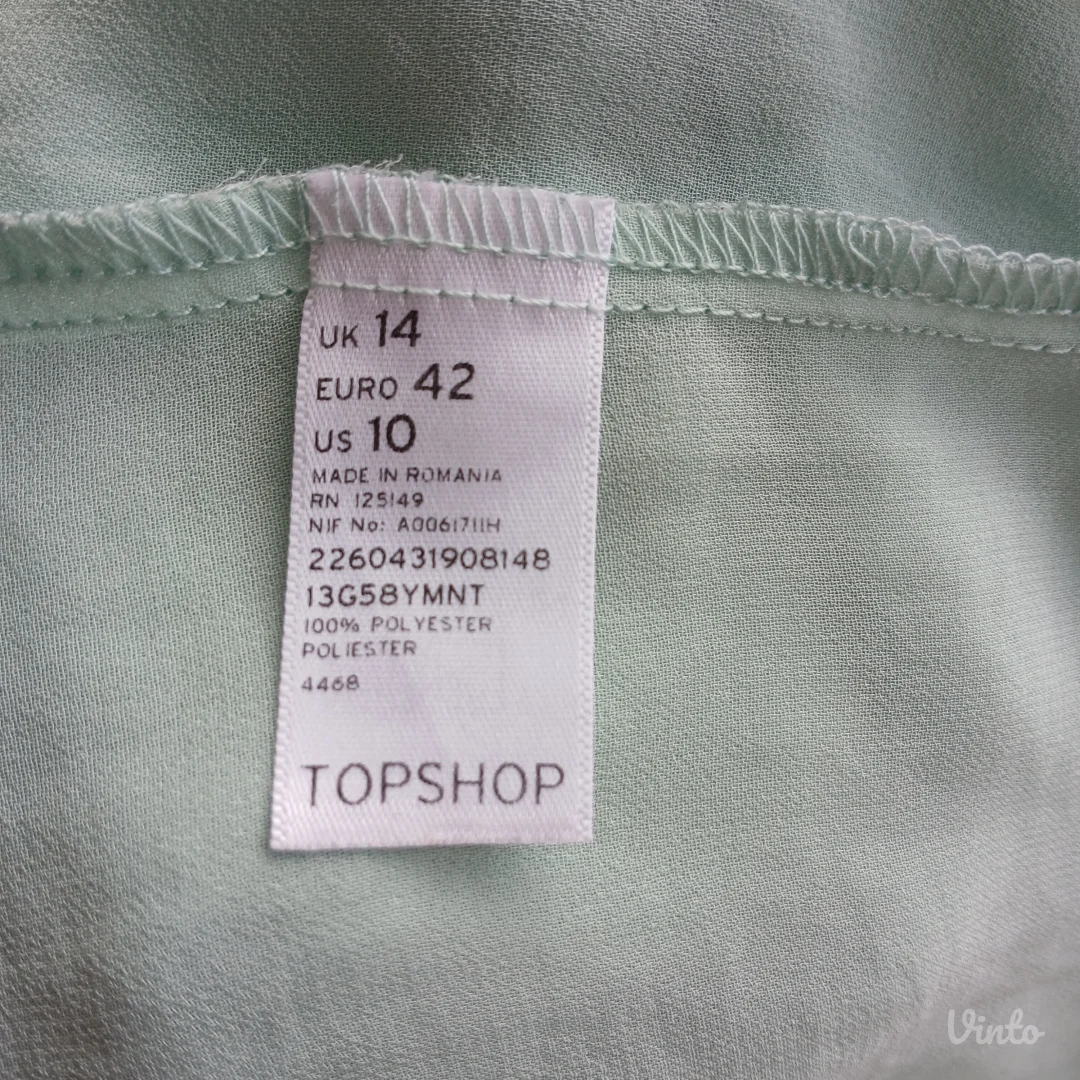 UK 14
EURO 42
US 10
MADE IN ROMANIA
RN 125149
NIF No: A0061711H
2260431908148
13G58YMNT
100% POLYESTER
POLIESTER
4468
TOPSHOP
Vinto